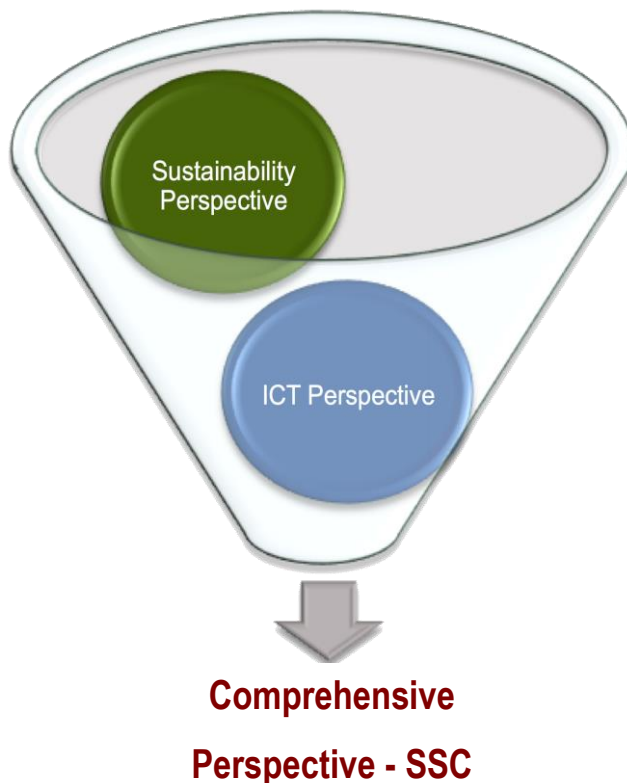 Sustainability
Perspective
ICT Perspective
Comprehensive
Perspective - SSC